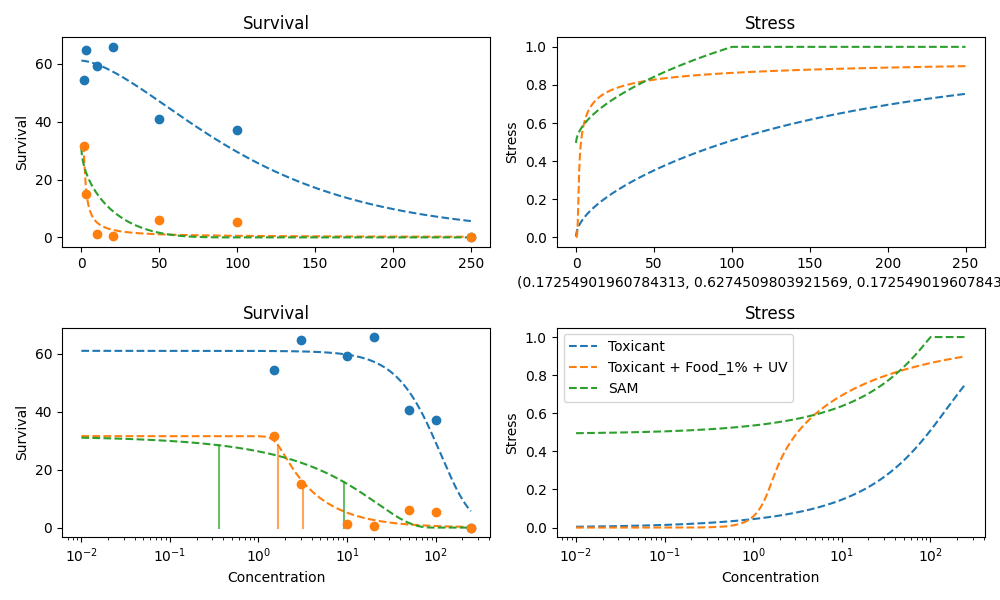 Survival
Survival
60
40
20
0
0 50 100 150 200 250
Stress
Stress
1.0
0.8
0.6
0.4
0.2
0.0
0 50 100 150 200 250
(0.17254901960784313, 0.6274509803921569, 0.172549019607843
Survival
Survival
60
40
20
0
10⁻² 10⁻¹ 10⁰ 10¹ 10²
Concentration
Stress
Stress
1.0
0.8
0.6
0.4
0.2
0.0
Toxicant
Toxicant + Food_1% + UV
SAM
10⁻² 10⁻¹ 10⁰ 10¹ 10²
Concentration